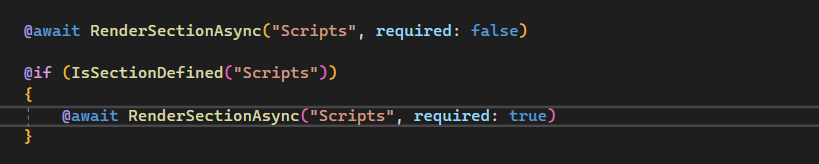 @await RenderSectionAsync("Scripts", required: false)
@if (IsSectionDefined("Scripts"))
{
@await RenderSectionAsync("Scripts", required: true)
}